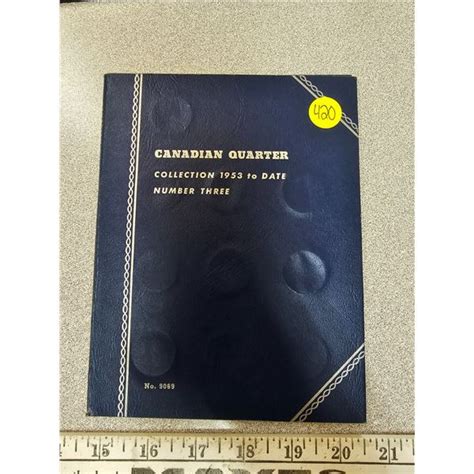 420
CANADIAN QUARTER
COLLECTION 1953 to DATE
NUMBER THREE
No. 9069
15 16 17 18 19 20 21